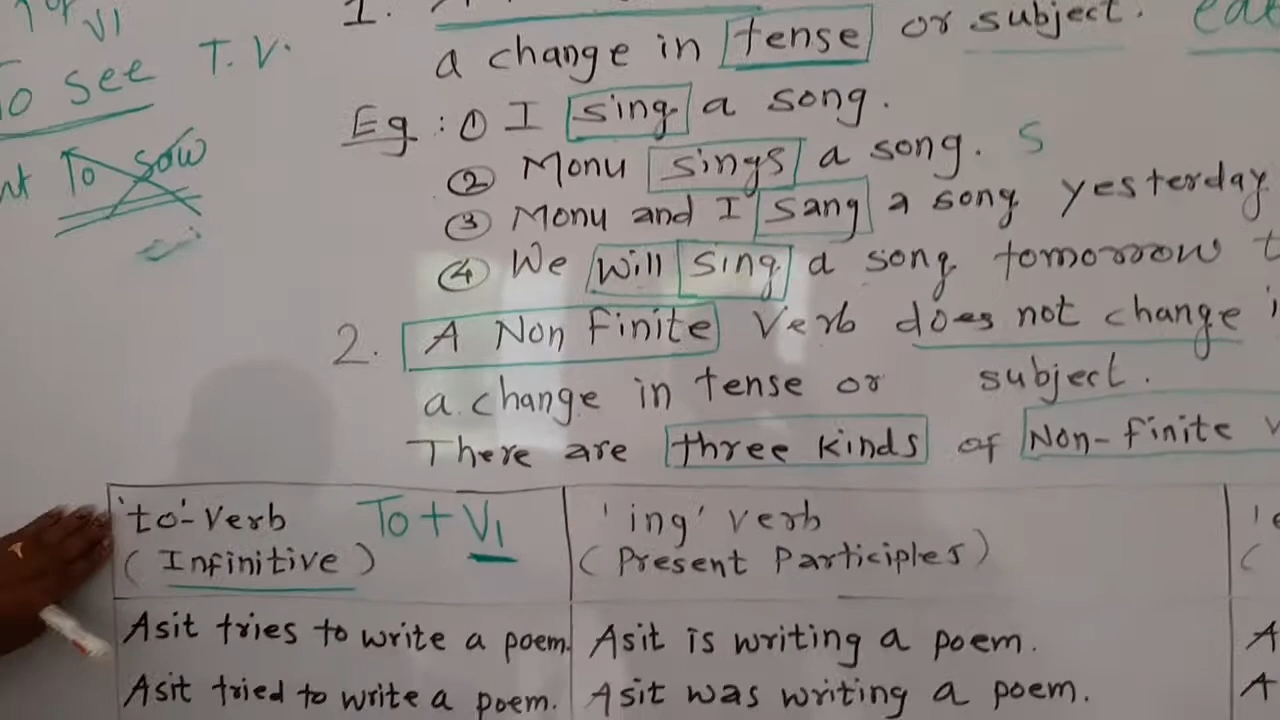 V1
To see T.V.
To sow
1.
a change in tense or subject.
Eg : ① I sing a song.
② Monu sings a song. S
③ Monu and I sang a song yesterday
④ We will sing a song tomorrow
2. A Non Finite Verb does not change
a change in tense or subject.
There are three kinds of Non-finite
'to'-Verb To + V1
(Infinitive)
'ing' verb
(Present Participles)
Asit tries to write a poem. Asit is writing a poem. A
Asit tried to write a poem. Asit was writing a poem. A